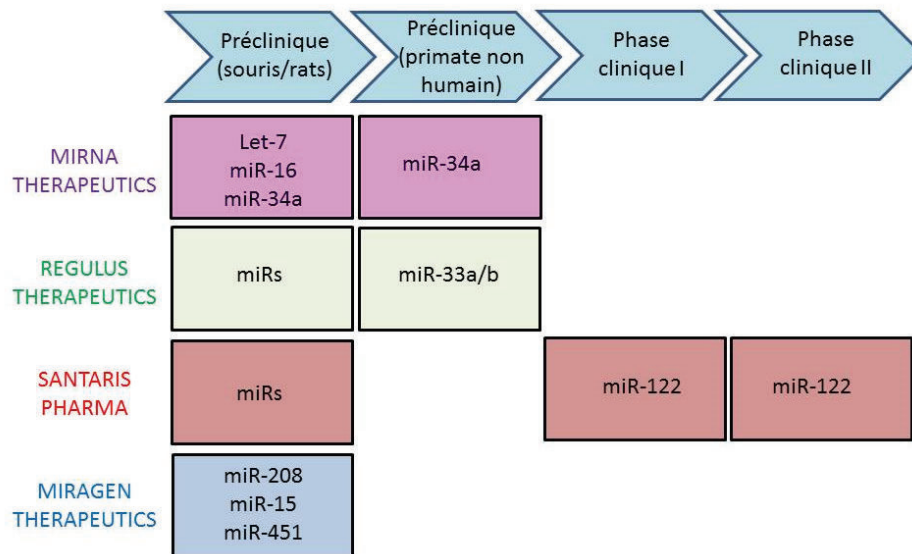 Préclinique
(souris/rats)
Préclinique
(primate non
humain)
Phase
clinique I
Phase
clinique II
MIRNA
THERAPEUTICS
Let-7
miR-16
miR-34a
miR-34a
REGULUS
THERAPEUTICS
miRs
miR-33a/b
SANTARIS
PHARMA
miRs
miR-122
miR-122
MIRAGEN
THERAPEUTICS
miR-208
miR-15
miR-451